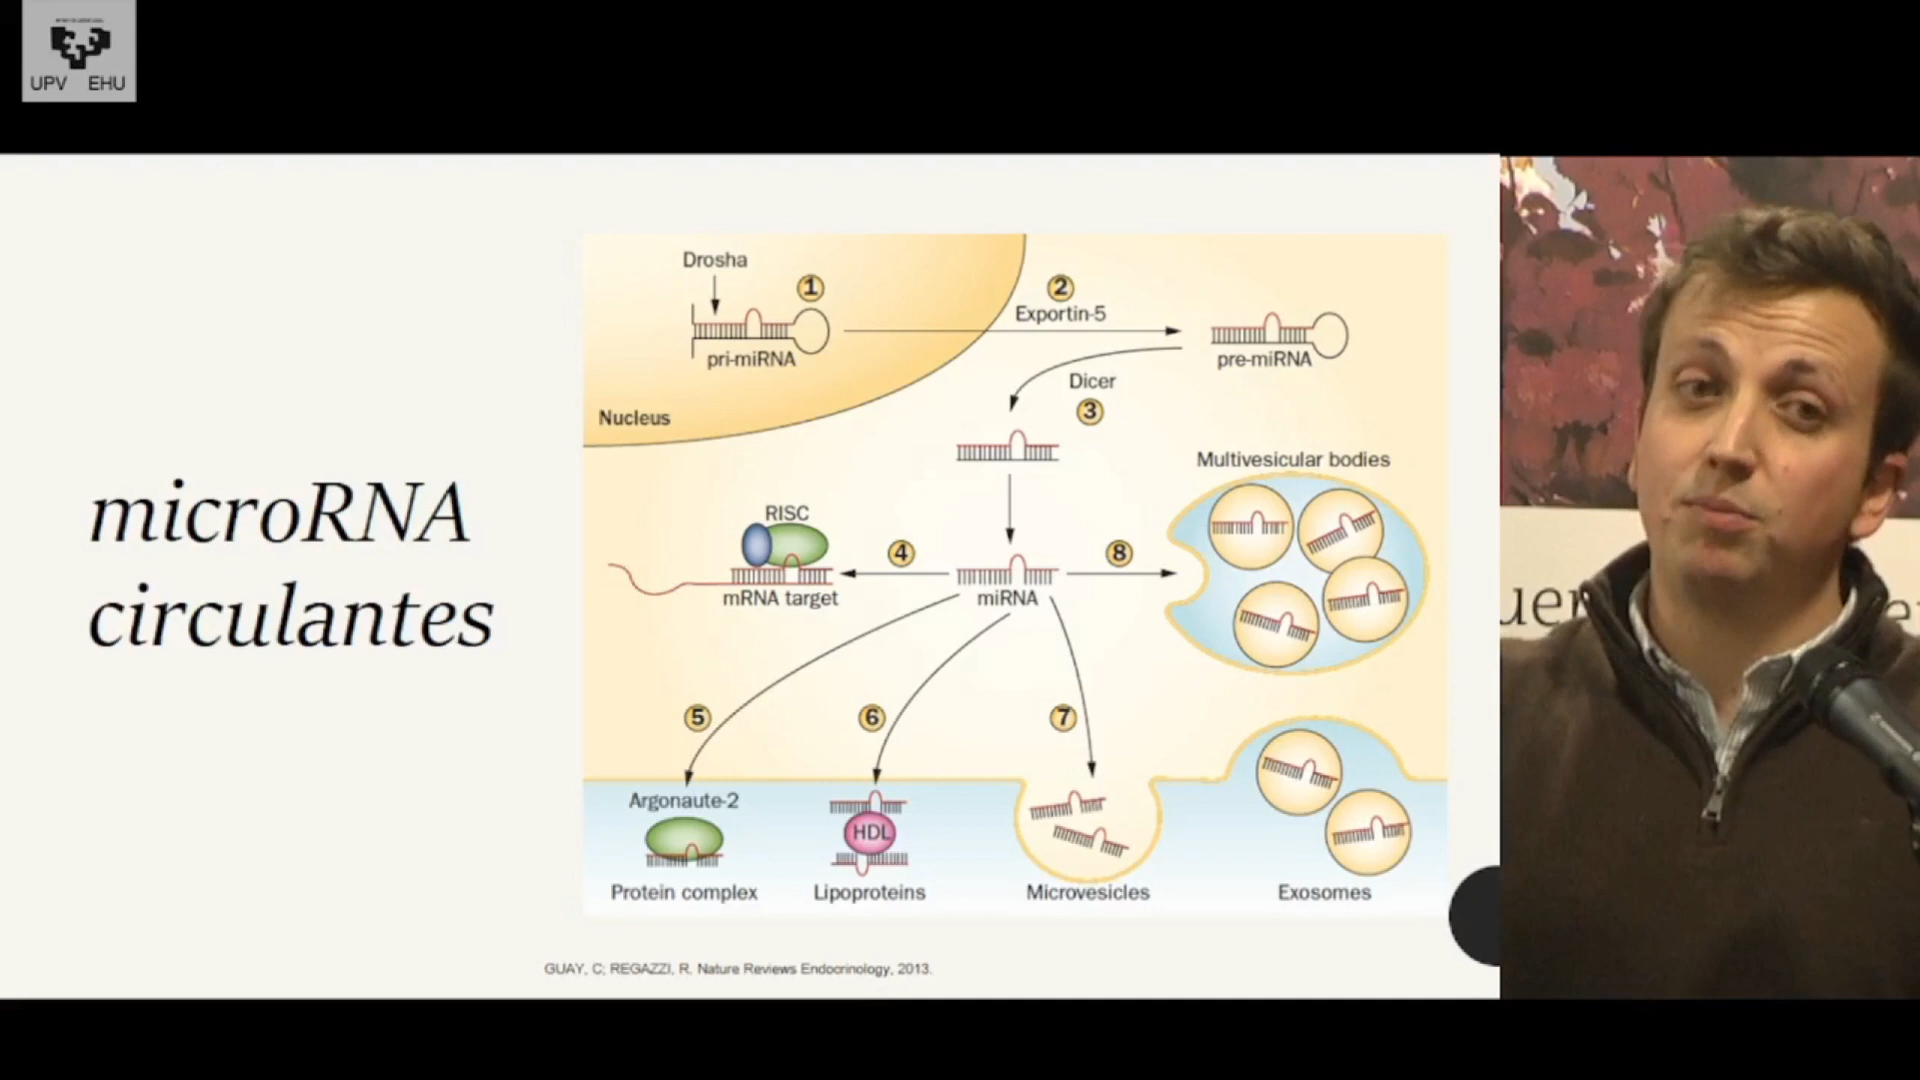 UPV EHU
microRNA
circulantes
Drosha
1
pri-miRNA
Nucleus
2
Exportin-5
pre-miRNA
Dicer
3
Multivesicular bodies
RISC
mRNA target
4
miRNA
8
5
6
7
Argonaute-2
Protein complex
HDL
Lipoproteins
Microvesicles
Exosomes
GUAY, C; REGAZZI, R. Nature Reviews Endocrinology, 2013.